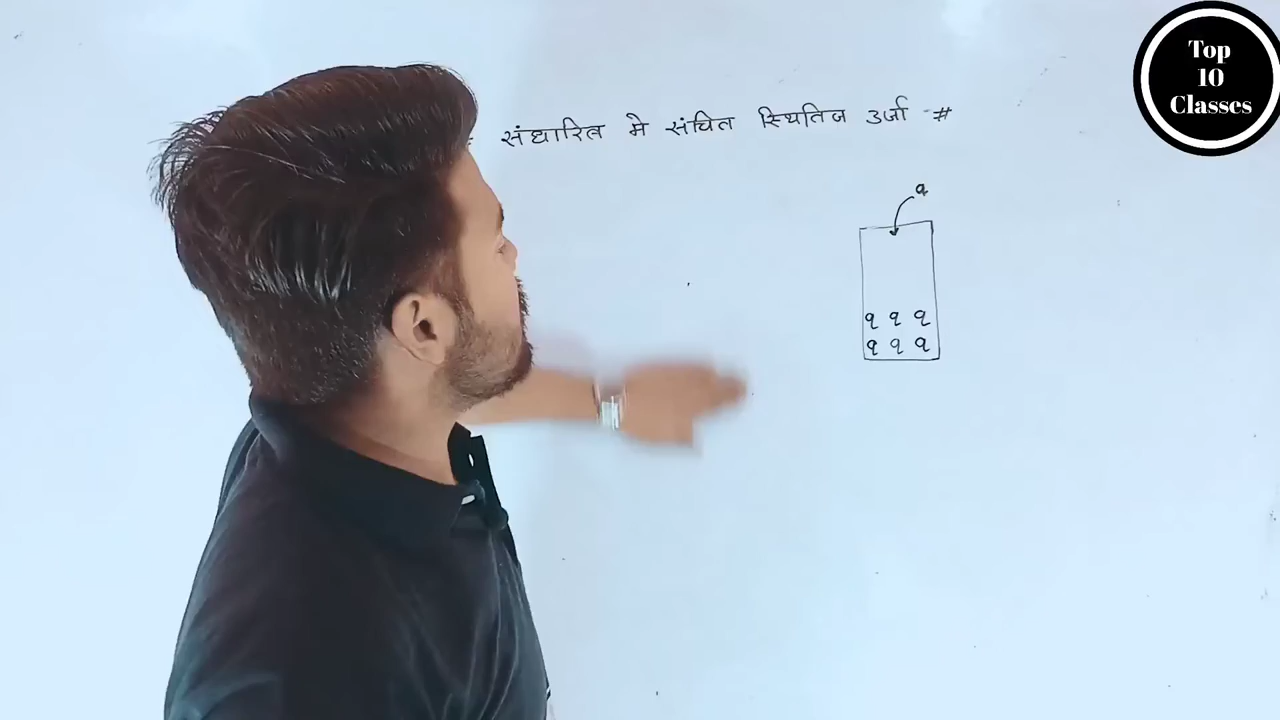 संधारित्र मे संचित स्थितिज उर्जा -#
q
q q q
q q q
Top
10
Classes